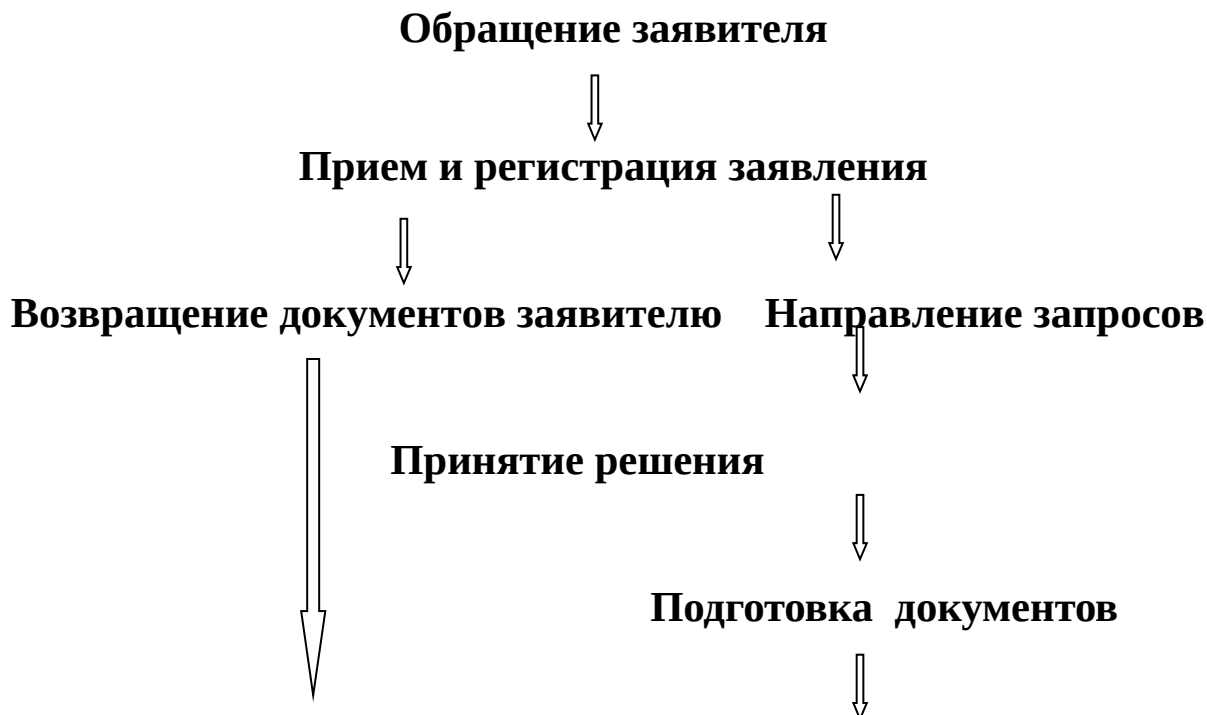 Обращение заявителя
Прием и регистрация заявления
Возвращение документов заявителю Направление запросов
Принятие решения
Подготовка документов